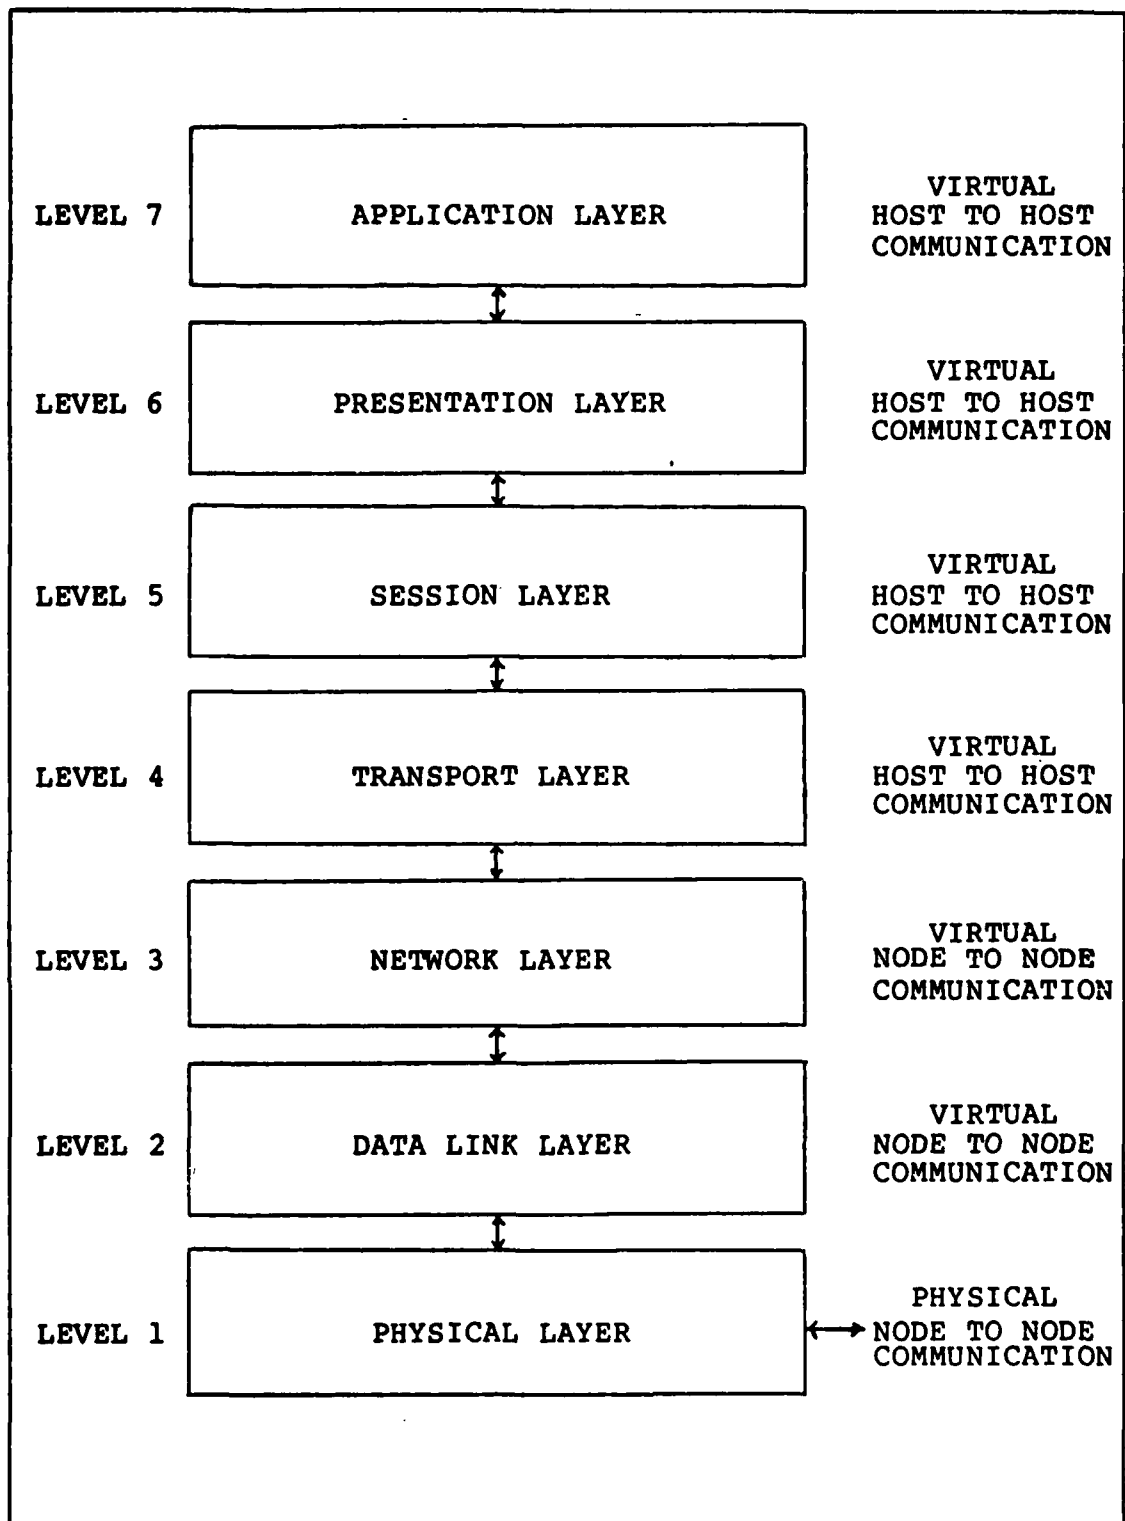 VIRTUAL
LEVEL 7 APPLICATION LAYER HOST TO HOST
COMMUNICATION
VIRTUAL
LEVEL 6 PRESENTATION LAYER HOST TO HOST
COMMUNICATION
VIRTUAL
LEVEL 5 SESSION LAYER HOST TO HOST
COMMUNICATION
VIRTUAL
LEVEL 4 TRANSPORT LAYER HOST TO HOST
COMMUNICATION
VIRTUAL
LEVEL 3 NETWORK LAYER NODE TO NODE
COMMUNICATION
VIRTUAL
LEVEL 2 DATA LINK LAYER NODE TO NODE
COMMUNICATION
PHYSICAL
LEVEL 1 PHYSICAL LAYER NODE TO NODE
COMMUNICATION